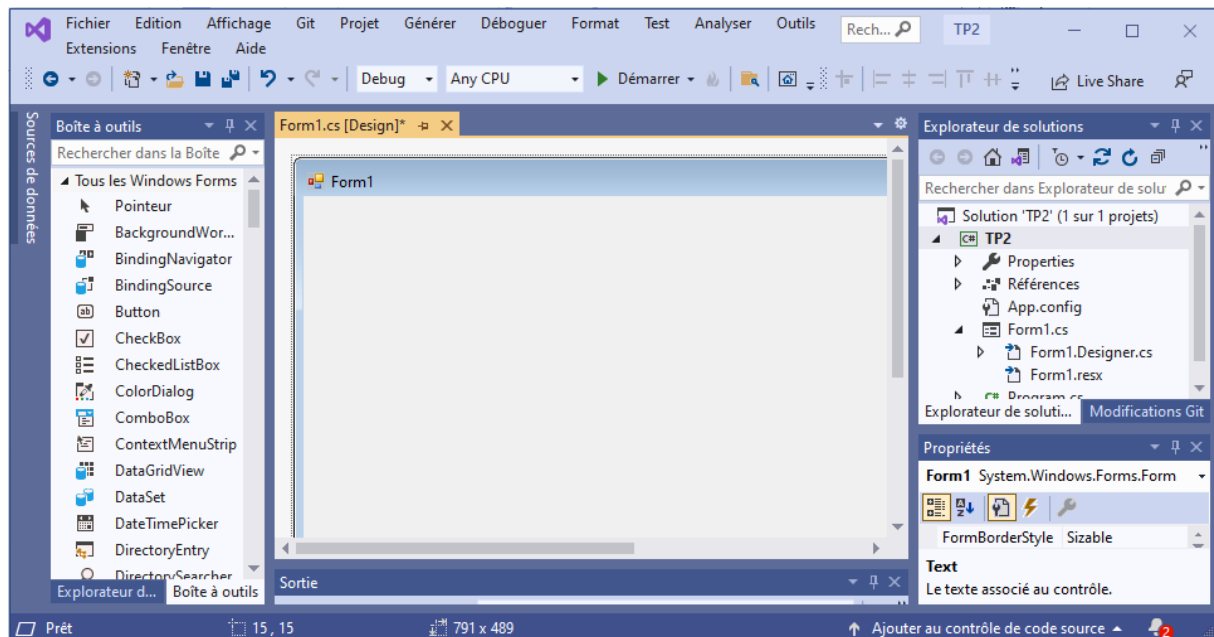 Fichier Edition Affichage Git Projet Générer Déboguer Format Test Analyser Outils Rech... TP2
Extensions Fenêtre Aide
Debug Any CPU Démarrer Live Share
Sources de données
Boîte à outils
Rechercher dans la Boîte
Tous les Windows Forms
Pointeur
BackgroundWor...
BindingNavigator
BindingSource
Button
CheckBox
CheckedListBox
ColorDialog
ComboBox
ContextMenuStrip
DataGridView
DataSet
DateTimePicker
DirectoryEntry
DirectorySearcher
Explorateur d... Boîte à outils
Form1.cs [Design]*
Form1
Sortie
Explorateur de solutions
Rechercher dans Explorateur de solu
Solution 'TP2' (1 sur 1 projets)
C# TP2
Properties
Références
App.config
Form1.cs
Form1.Designer.cs
Form1.resx
C# Program.cs
Explorateur de soluti... Modifications Git
Propriétés
Form1 System.Windows.Forms.Form
FormBorderStyle Sizable
Text
Le texte associé au contrôle.
Prêt 15, 15 791 x 489 Ajouter au contrôle de code source 2